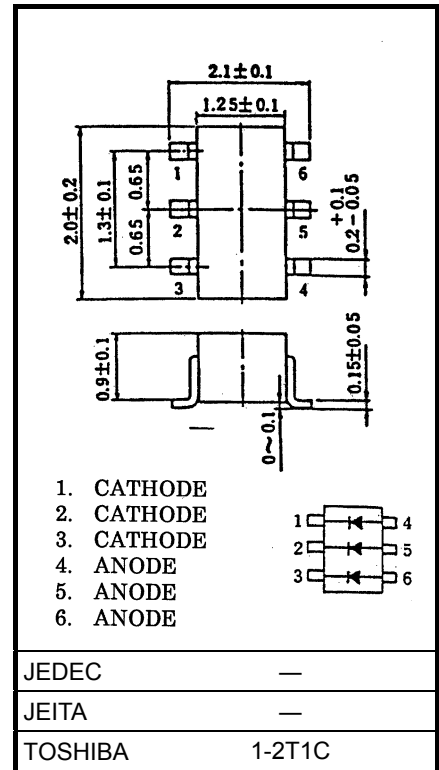 2.1±0.1
1.25±0.1
1 6
2 5
3 4
2.0±0.2
1.3±0.1
0.65
0.65
+0.1
0.2-0.05
0.9±0.1
0.15±0.05
0~0.1
1. CATHODE
2. CATHODE
3. CATHODE
4. ANODE
5. ANODE
6. ANODE
1 4
2 5
3 6
JEDEC —
JEITA —
TOSHIBA 1-2T1C